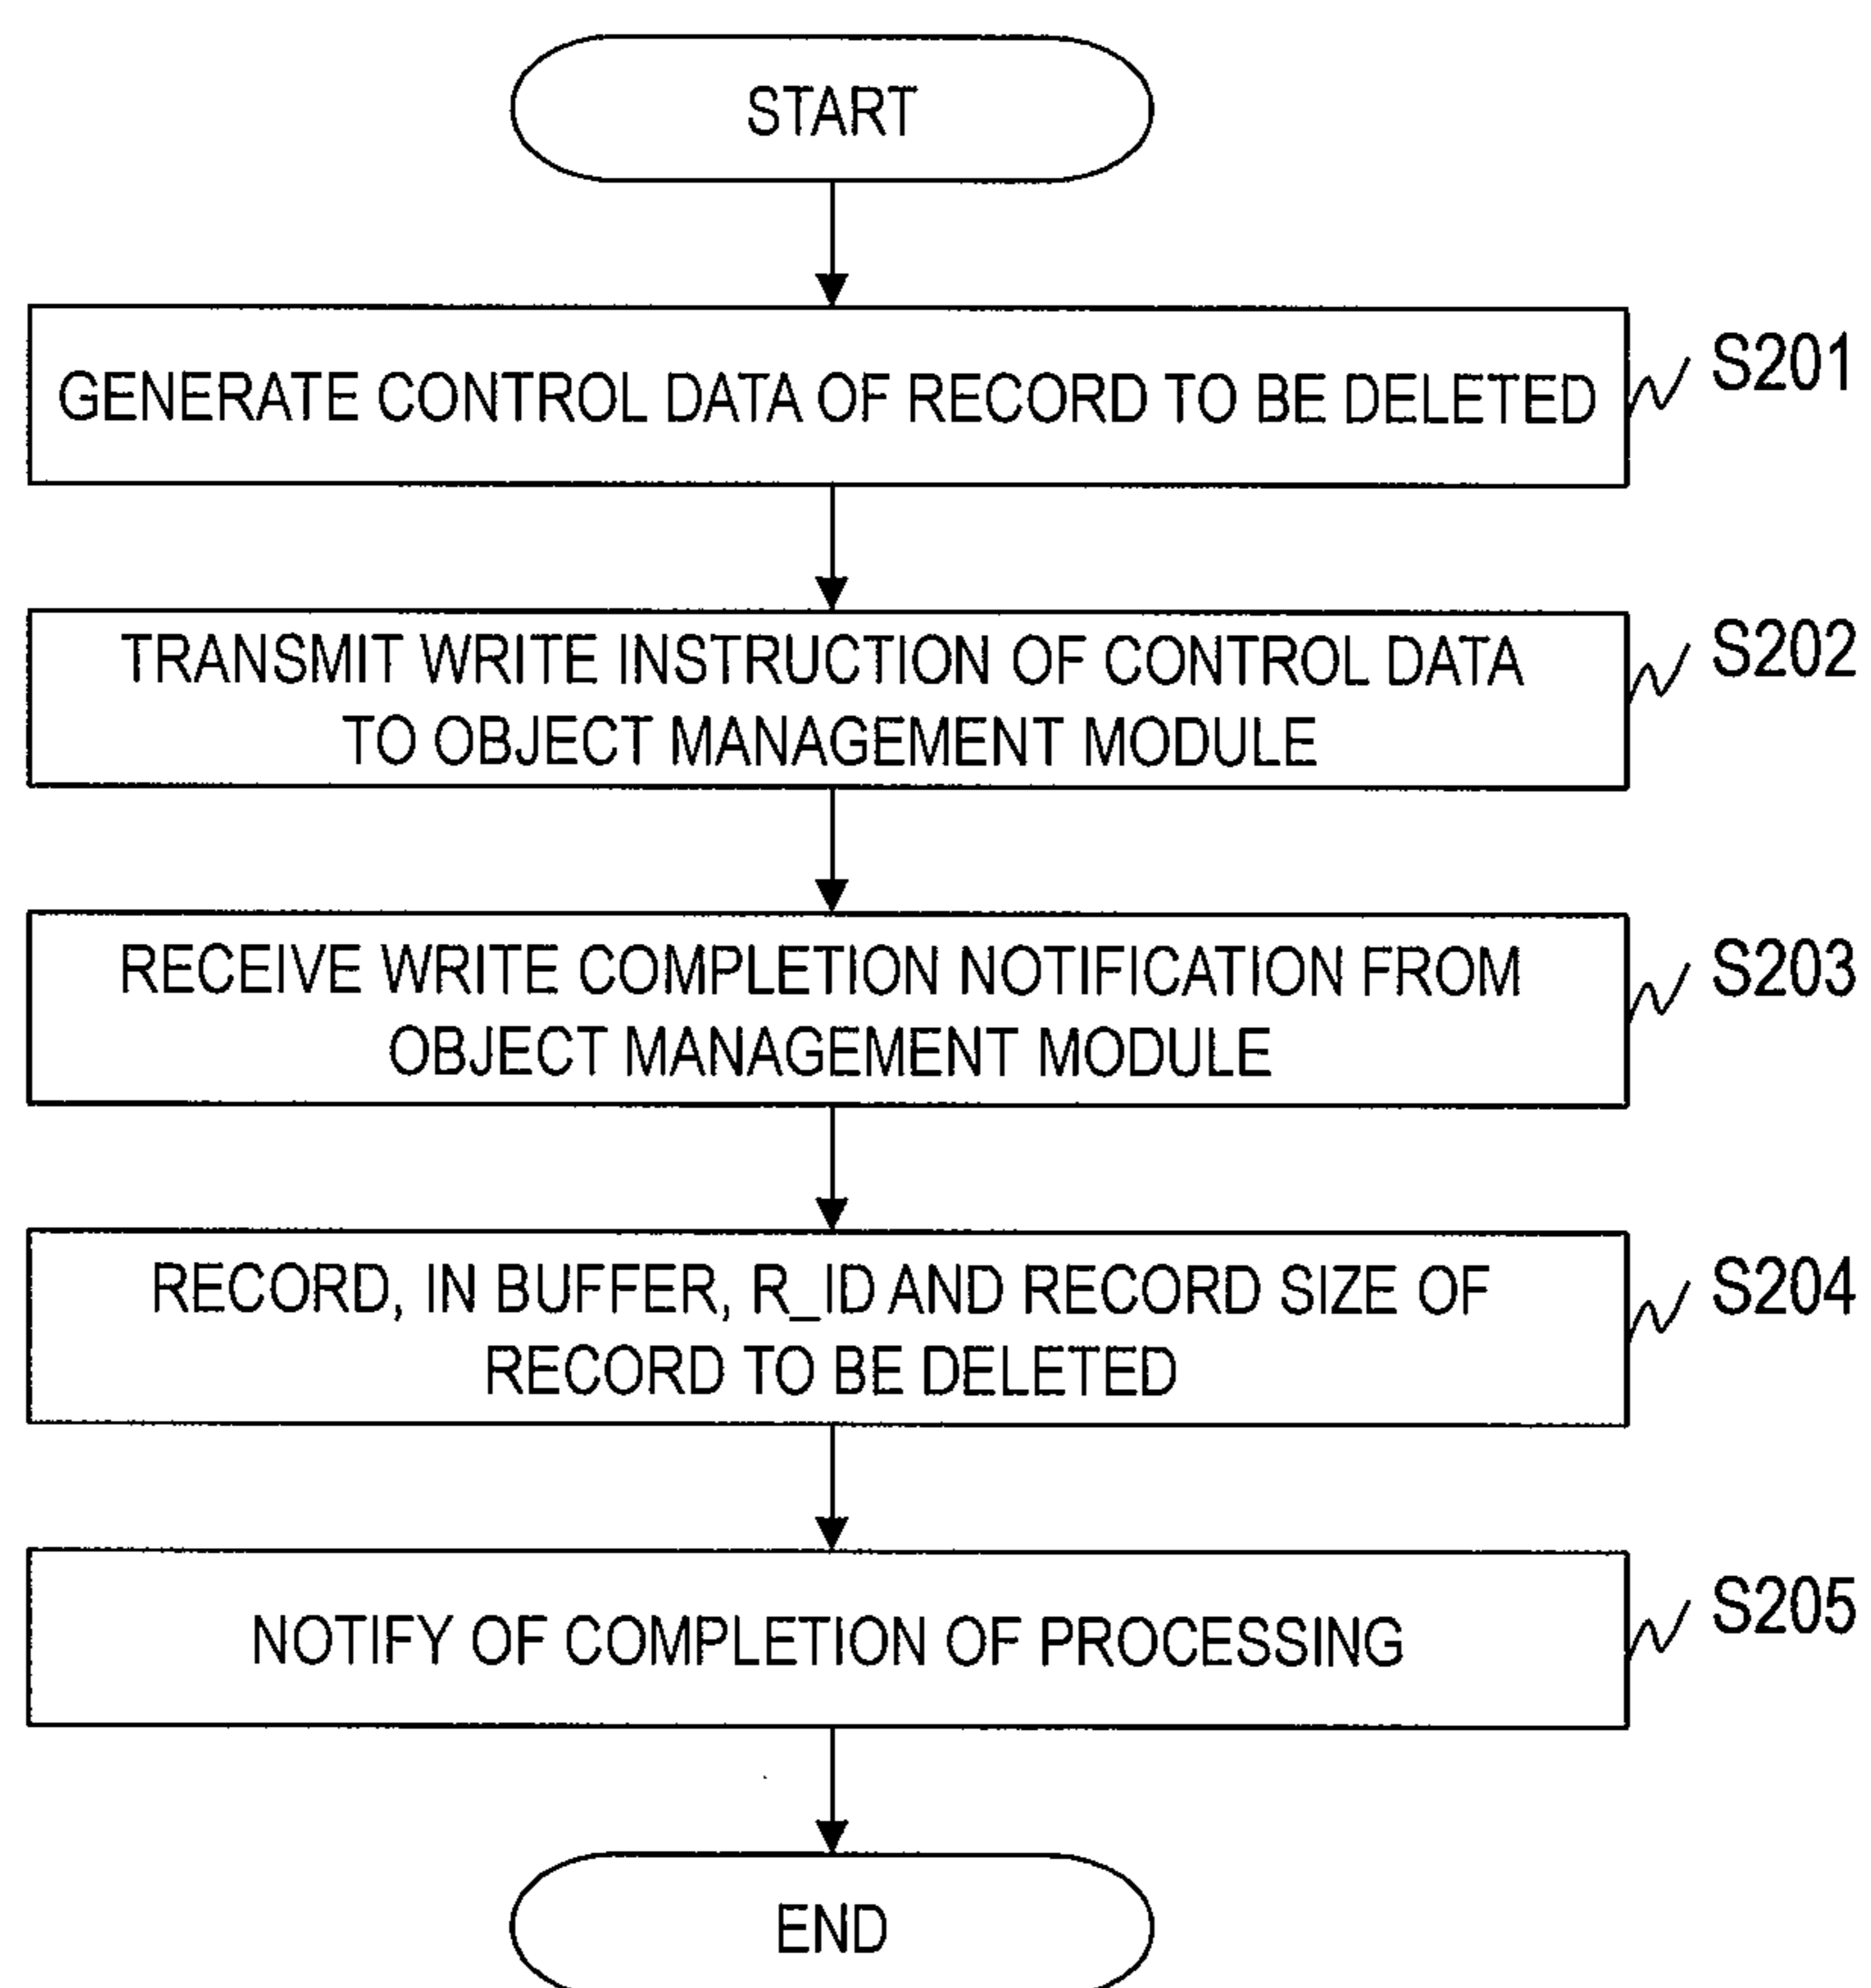 START
GENERATE CONTROL DATA OF RECORD TO BE DELETED
S201
TRANSMIT WRITE INSTRUCTION OF CONTROL DATA
TO OBJECT MANAGEMENT MODULE
S202
RECEIVE WRITE COMPLETION NOTIFICATION FROM
OBJECT MANAGEMENT MODULE
S203
RECORD, IN BUFFER, R_ID AND RECORD SIZE OF
RECORD TO BE DELETED
S204
NOTIFY OF COMPLETION OF PROCESSING
S205
END